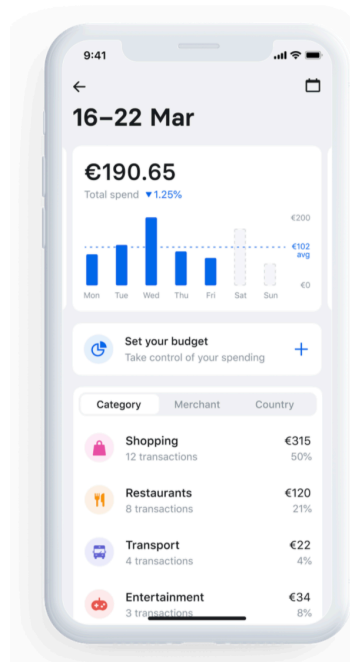 9:41
16–22 Mar
€190.65
Total spend ▼1.25%
€200
€102
avg
€0
Mon Tue Wed Thu Fri Sat Sun
Set your budget
Take control of your spending
Category Merchant Country
Shopping €315
12 transactions 50%
Restaurants €120
8 transactions 21%
Transport €22
4 transactions 4%
Entertainment €34
3 transactions 8%